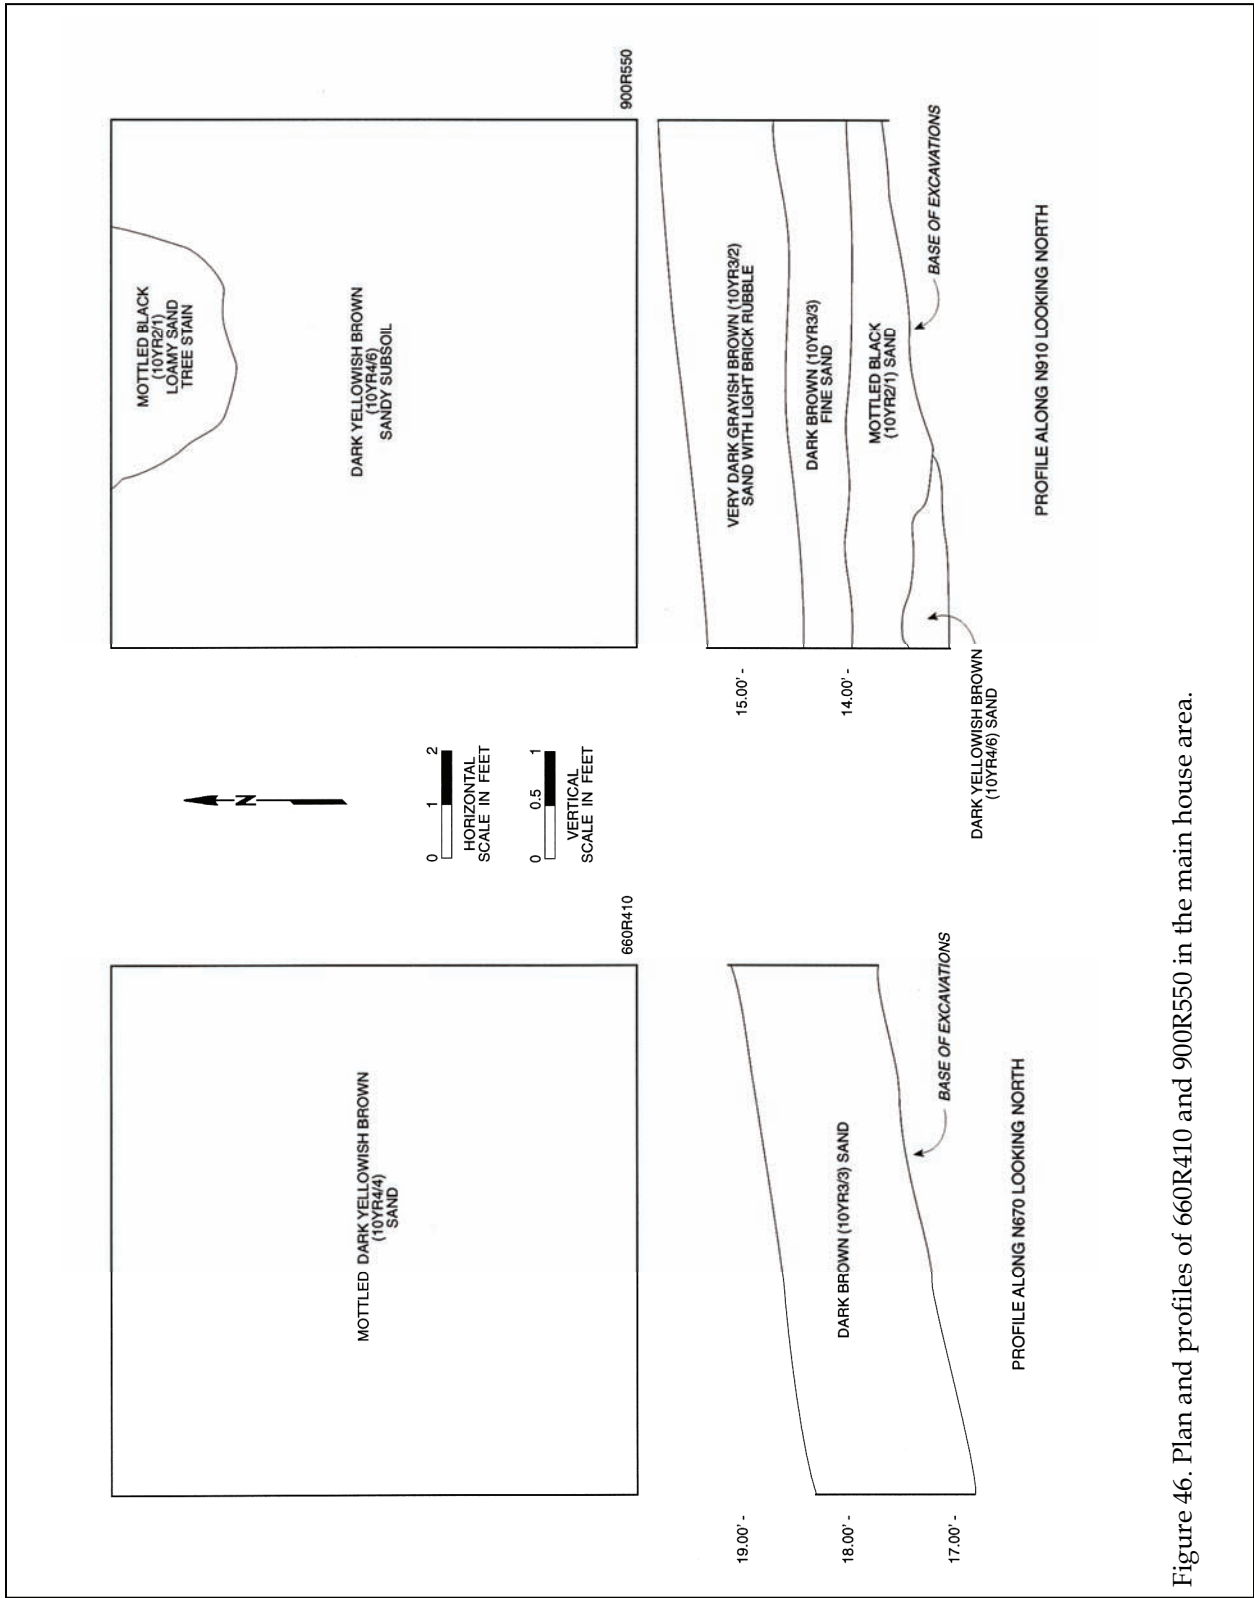 MOTTLED DARK YELLOWISH BROWN
(10YR4/4)
SAND
660R410
19.00' -
18.00' -
17.00' -
DARK BROWN (10YR3/3) SAND
BASE OF EXCAVATIONS
PROFILE ALONG N670 LOOKING NORTH
N
0 1 2
HORIZONTAL
SCALE IN FEET
0 0.5 1
VERTICAL
SCALE IN FEET
MOTTLED BLACK
(10YR2/1)
LOAMY SAND
TREE STAIN
DARK YELLOWISH BROWN
(10YR4/6)
SANDY SUBSOIL
900R550
15.00' -
14.00' -
VERY DARK GRAYISH BROWN (10YR3/2)
SAND WITH LIGHT BRICK RUBBLE
DARK BROWN (10YR3/3)
FINE SAND
MOTTLED BLACK
(10YR2/1) SAND
BASE OF EXCAVATIONS
DARK YELLOWISH BROWN
(10YR4/6) SAND
PROFILE ALONG N910 LOOKING NORTH
Figure 46. Plan and profiles of 660R410 and 900R550 in the main house area.